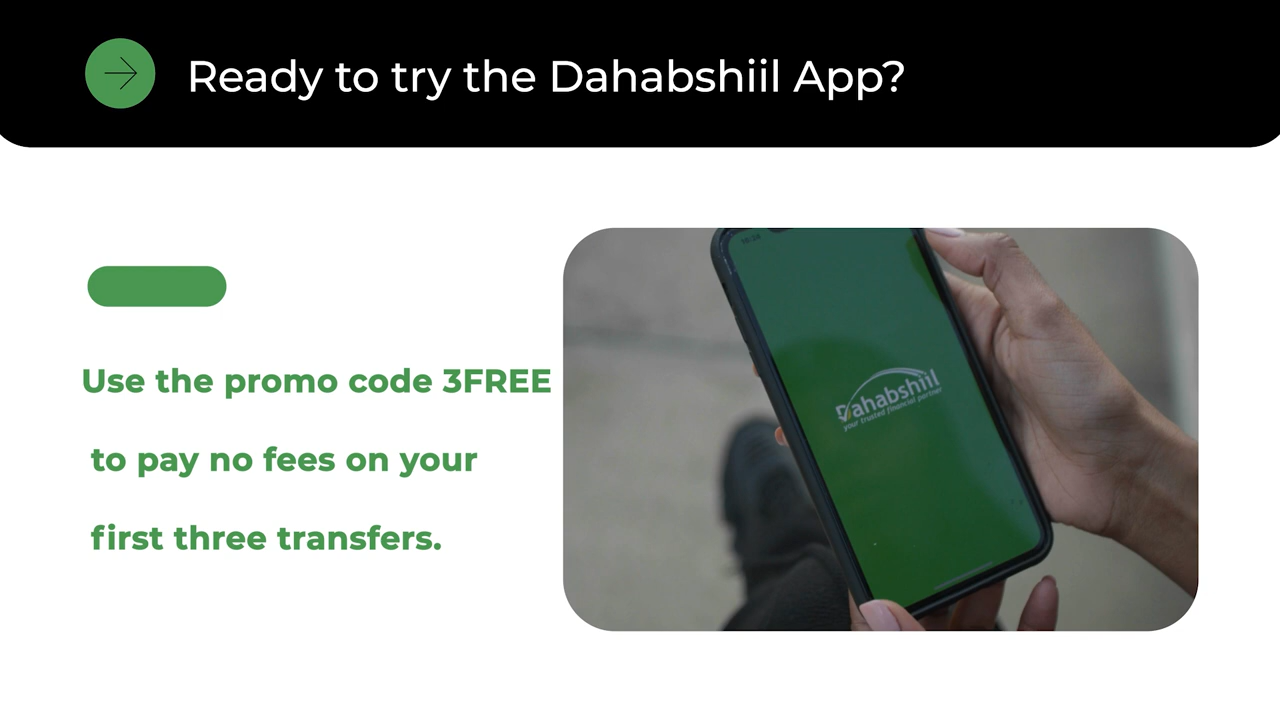 Ready to try the Dahabshiil App?
Use the promo code 3FREE
to pay no fees on your
first three transfers.
Dahabshiil
your trusted financial partner